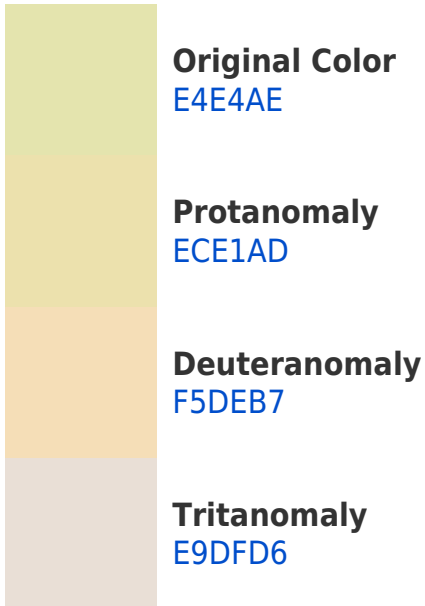 Original Color
E4E4AE
Protanomaly
ECE1AD
Deuteranomaly
F5DEB7
Tritanomaly
E9DFD6